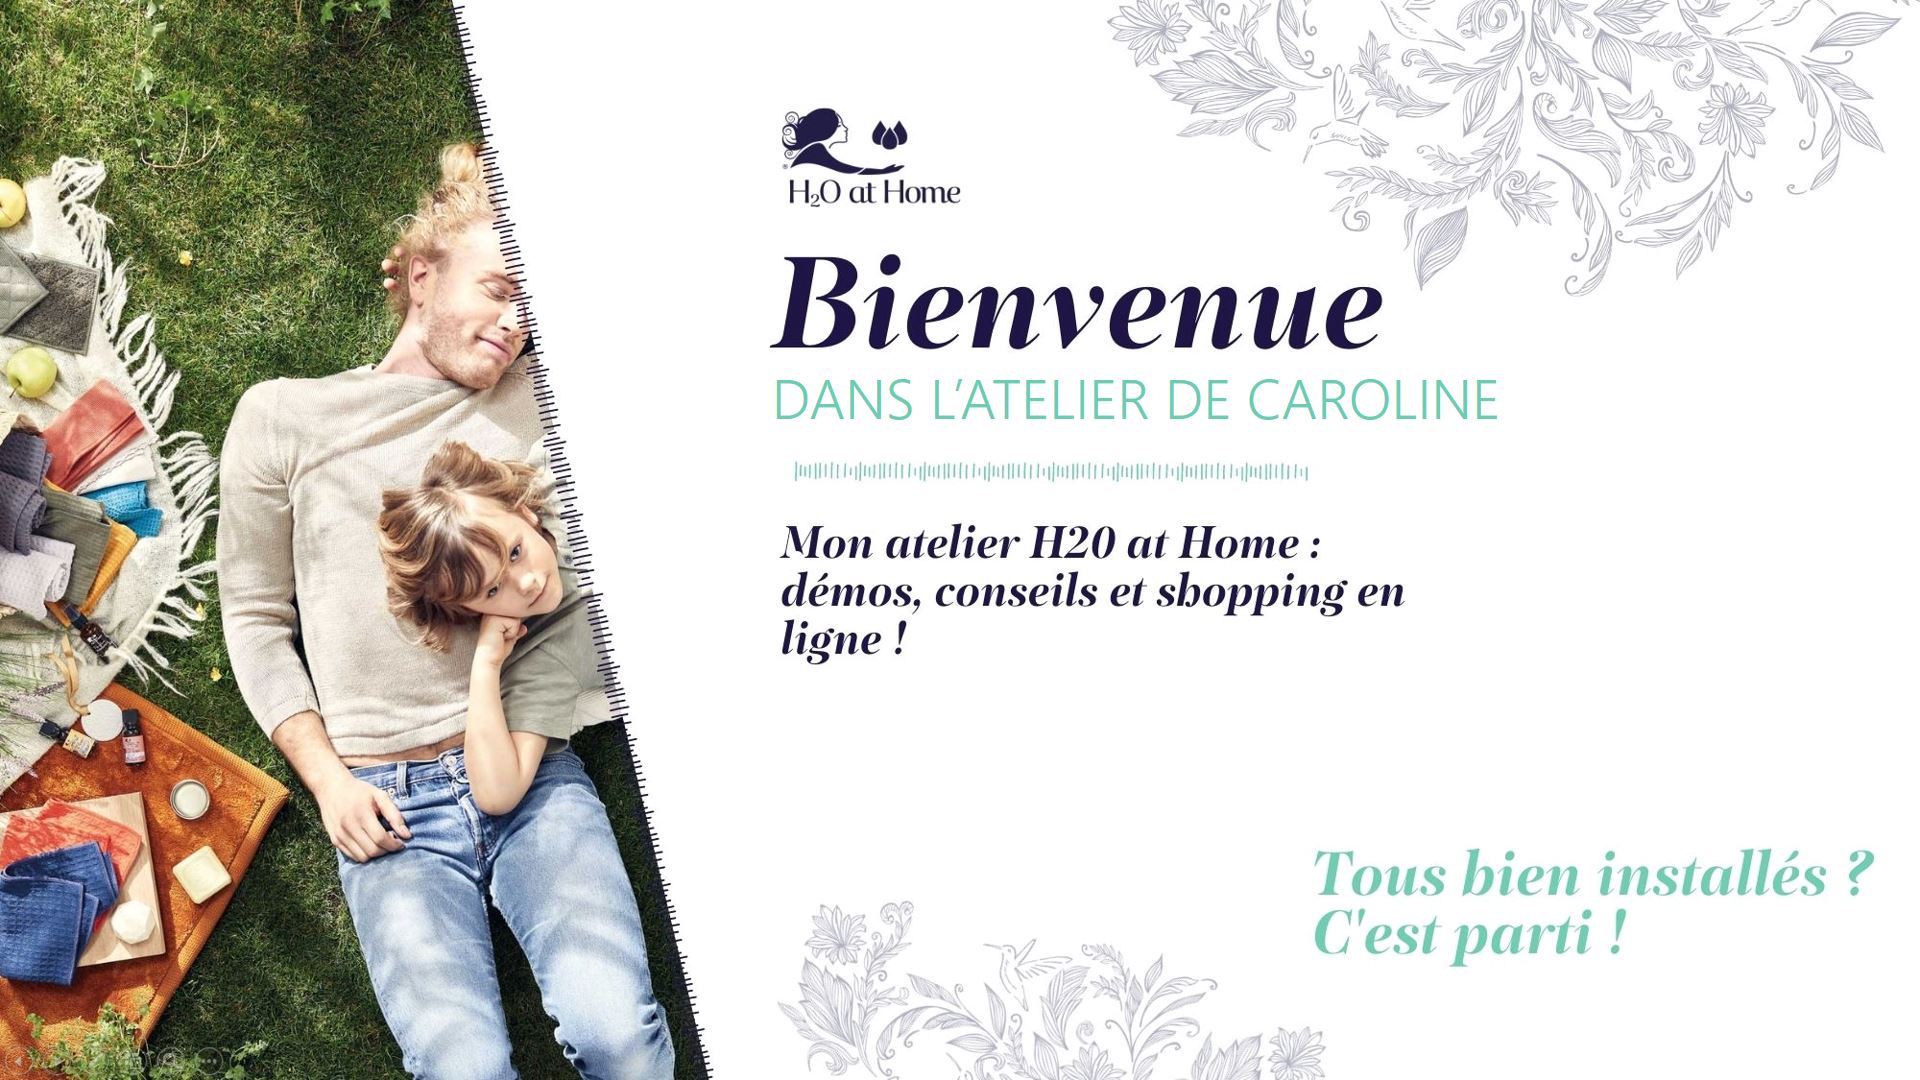 H₂O at Home
Bienvenue
DANS L’ATELIER DE CAROLINE
Mon atelier H20 at Home :
démos, conseils et shopping en
ligne !
Tous bien installés ?
C'est parti !